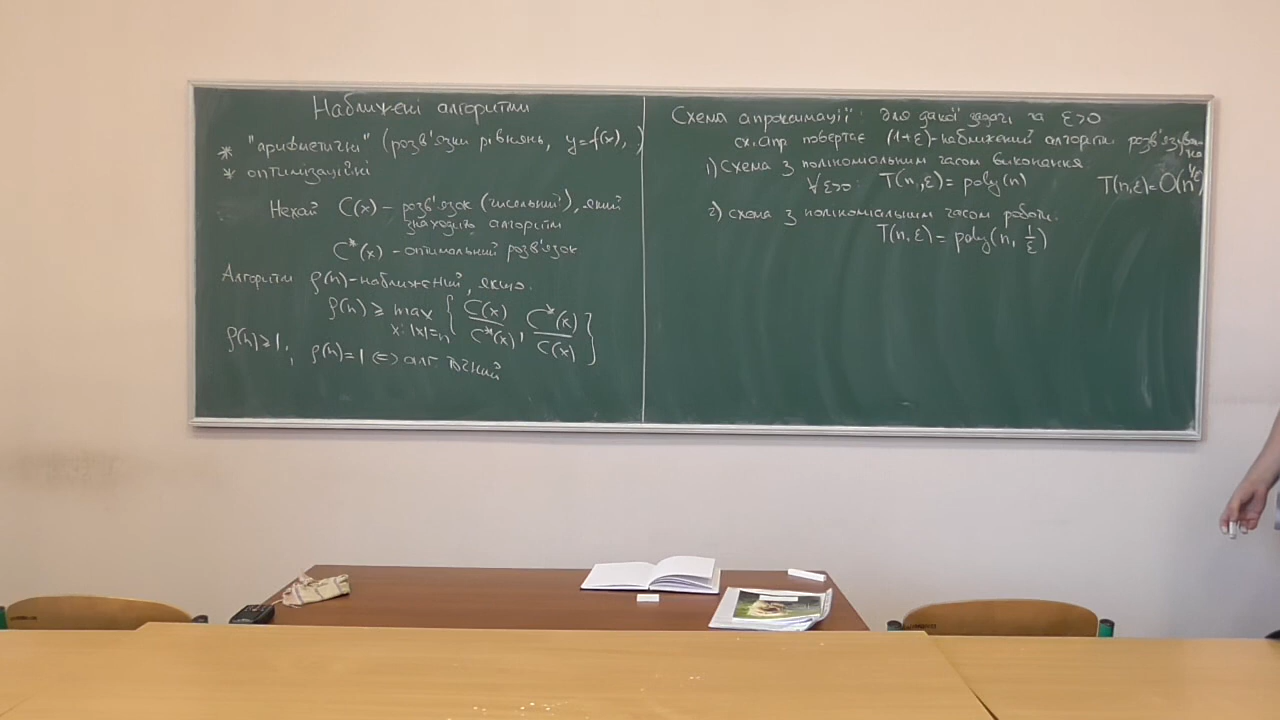 Наближені алгоритми
* "арифметичні" (розв'язки рівнянь, y=f(x), )
* оптимізаційні
Нехай C(x) – розв'язок (чисельний), який
знаходить алгоритм
C*(x) – оптимальний розв'язок
Алгоритм ρ(n)-наближений, якщо:
ρ(n) ≥ max { C(x)/C*(x), C*(x)/C(x) }
x: |x|=n
ρ(n) ≥ 1; ρ(n)=1 ⇔ алг. точний
Схема апроксимації: для даної задачі та ε>0
сх. апр повертає (1+ε)-наближений алгоритм розв'язування
1) Схема з поліноміальним часом виконання
∀ε>0: T(n,ε) = poly(n) T(n,ε)=O(n^{1/ε})
2) схема з поліноміальним часом роботи:
T(n,ε) = poly(n, 1/ε)